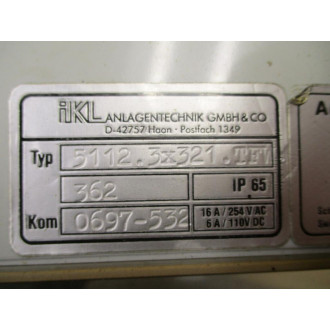 iKL ANLAGENTECHNIK GMBH & CO
D-42757 Haan · Postfach 1349
Typ 5112.3x321.TFV
362 IP 65
Kom 0697-532 16 A / 254 V AC
6 A / 110V DC
A